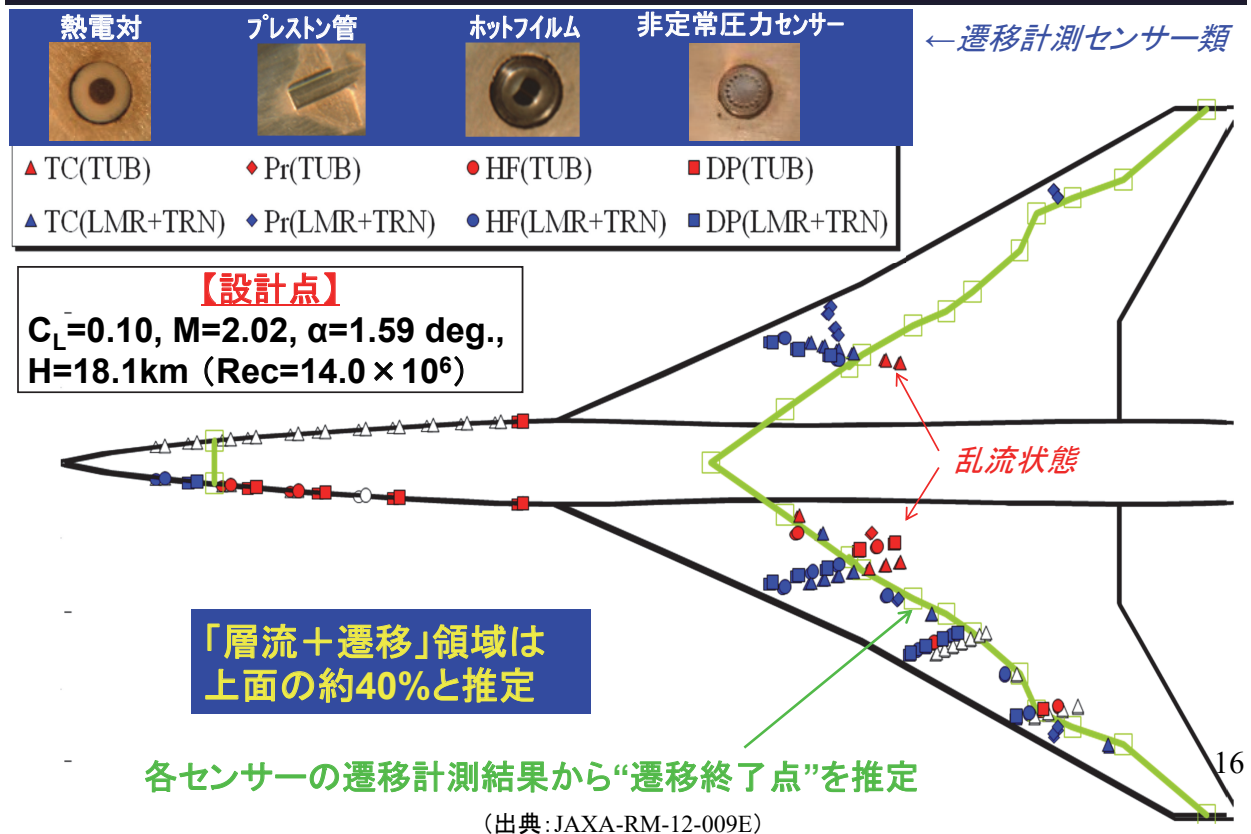 熱電対 プレストン管 ホットフイルム 非定常圧力センサー
←遷移計測センサー類
TC(TUB) Pr(TUB) HF(TUB) DP(TUB)
TC(LMR+TRN) Pr(LMR+TRN) HF(LMR+TRN) DP(LMR+TRN)
【設計点】
CL=0.10, M=2.02, α=1.59 deg.,
H=18.1km（Rec=14.0×10⁶）
乱流状態
「層流＋遷移」領域は
上面の約40%と推定
各センサーの遷移計測結果から“遷移終了点”を推定
16
（出典：JAXA-RM-12-009E）